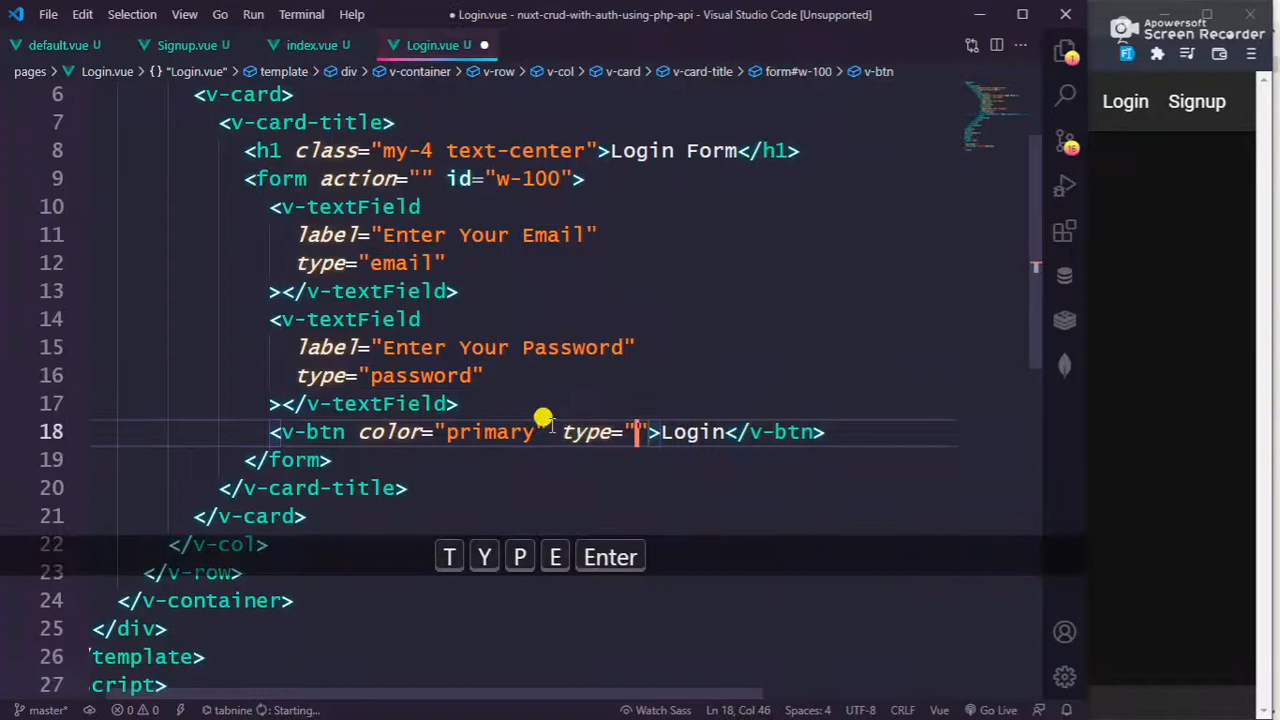 File Edit Selection View Go Run Terminal Help
● Login.vue - nuxt-crud-with-auth-using-php-api - Visual Studio Code [Unsupported]
Apowersoft
Screen Recorder
default.vue U Signup.vue U index.vue U Login.vue U
pages > Login.vue > {} "Login.vue" > template > div > v-container > v-row > v-col > v-card > v-card-title > form#w-100 > v-btn
Login Signup
6 <v-card>
7 <v-card-title>
8 <h1 class="my-4 text-center">Login Form</h1>
9 <form action="" id="w-100">
10 <v-textField
11 label="Enter Your Email"
12 type="email"
13 ></v-textField>
14 <v-textField
15 label="Enter Your Password"
16 type="password"
17 ></v-textField>
18 <v-btn color="primary" type="">Login</v-btn>
19 </form>
20 </v-card-title>
21 </v-card>
22 </v-col>
23 </v-row>
24 </v-container>
25 </div>
26 /template>
27 cript>
T Y P E Enter
1
16
master* 0 0 tabnine : Starting... Watch Sass Ln 18, Col 46 Spaces: 4 UTF-8 CRLF Vue Go Live